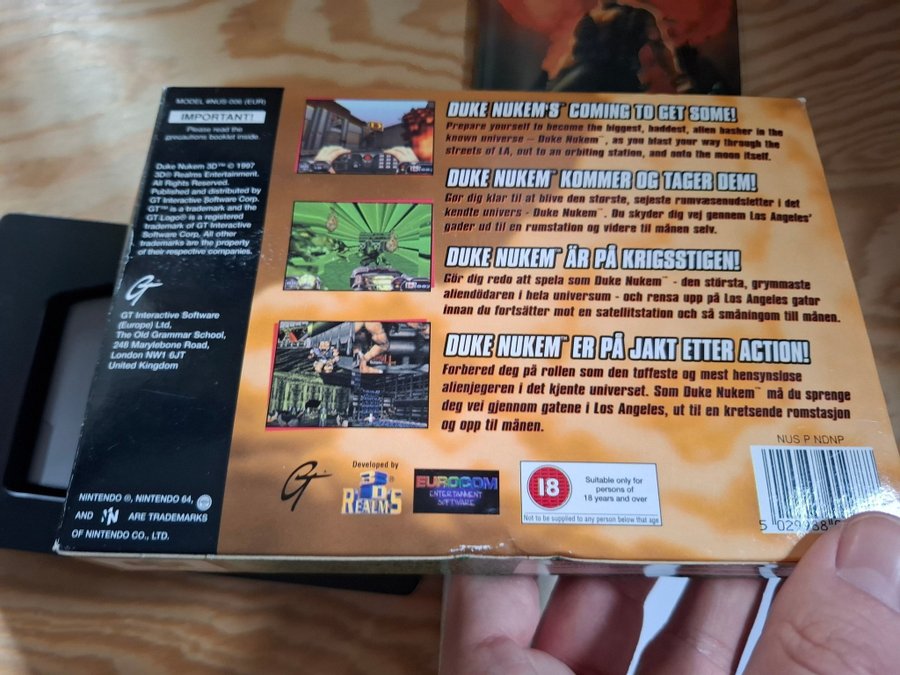 MODEL #NUS-006 (EUR)
IMPORTANT!
Please read the
precautions booklet inside.
Duke Nukem 3D™ © 1997
3D® Realms Entertainment.
All Rights Reserved.
Published and distributed by
GT Interactive Software Corp.
GT™ is a trademark and the
GT Logo® is a registered
trademark of GT Interactive
Software Corp. All other
trademarks are the property
of their respective companies.
GT
GT Interactive Software
(Europe) Ltd,
The Old Grammar School,
248 Marylebone Road,
London NW1 6JT
United Kingdom
NINTENDO ®, NINTENDO 64,
AND N ARE TRADEMARKS
OF NINTENDO CO., LTD.
DUKE NUKEM'S™ COMING TO GET SOME!
Prepare yourself to become the biggest, baddest, alien basher in the
known universe – Duke Nukem™, as you blast your way through the
streets of LA, out to an orbiting station, and onto the moon itself.
DUKE NUKEM™ KOMMER OG TAGER DEM!
Gør dig klar til at blive den største, sejeste rumvæsenudsletter i det
kendte univers - Duke Nukem™. Du skyder dig vej gennem Los Angeles'
gader ud til en rumstation og videre til månen selv.
DUKE NUKEM™ ÄR PÅ KRIGSSTIGEN!
Gör dig redo att spela som Duke Nukem™ - den största, grymmaste
aliendödaren i hela universum - och rensa upp på Los Angeles gator
innan du fortsätter mot en satellitstation och så småningom till månen.
DUKE NUKEM™ ER PÅ JAKT ETTER ACTION!
Forbered deg på rollen som den tøffeste og mest hensynsløse
alienjegeren i det kjente universet. Som Duke Nukem™ må du sprenge
deg vei gjennom gatene i Los Angeles, ut til en kretsende romstasjon
og opp til månen.
GT
Developed by
3D REALMS
EUROCOM
ENTERTAINMENT
SOFTWARE
18
Suitable only for
persons of
18 years and over
Not to be supplied to any person below that age
NUS P NDNP
5 029988